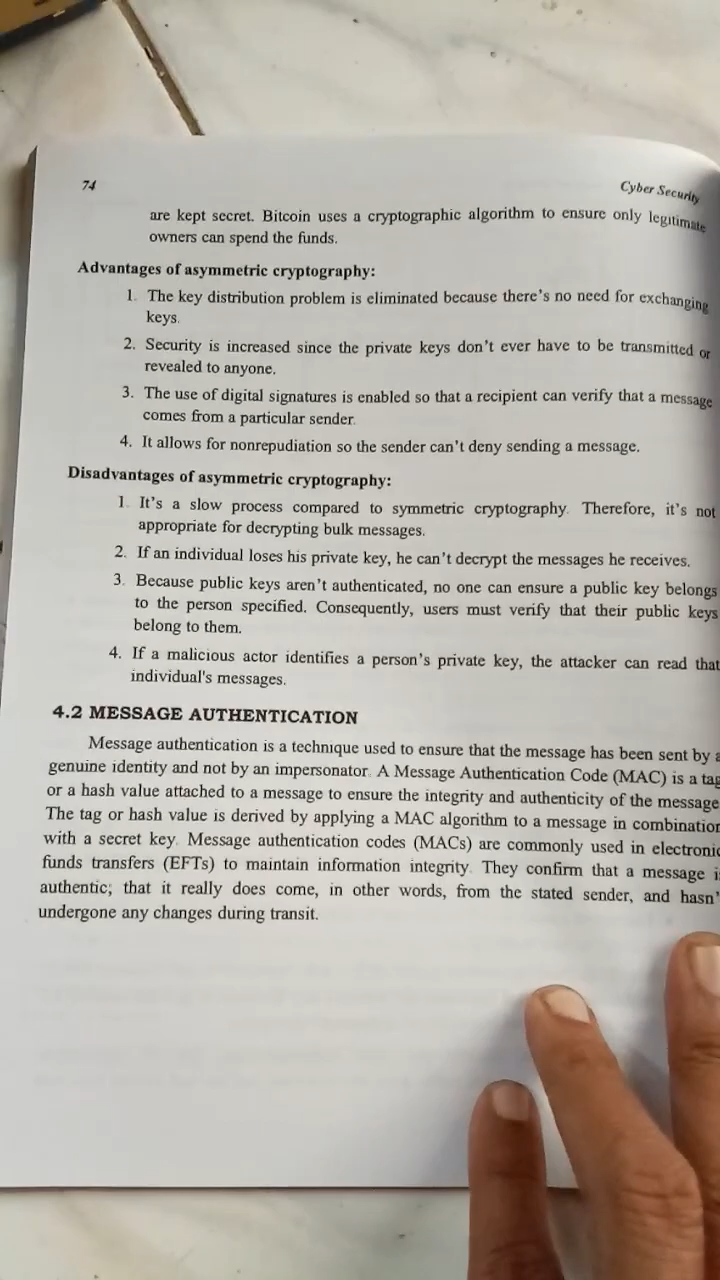 74
Cyber Security
are kept secret. Bitcoin uses a cryptographic algorithm to ensure only legitimate
owners can spend the funds.
Advantages of asymmetric cryptography:
1. The key distribution problem is eliminated because there's no need for exchanging
keys.
2. Security is increased since the private keys don't ever have to be transmitted or
revealed to anyone.
3. The use of digital signatures is enabled so that a recipient can verify that a message
comes from a particular sender.
4. It allows for nonrepudiation so the sender can't deny sending a message.
Disadvantages of asymmetric cryptography:
1. It's a slow process compared to symmetric cryptography. Therefore, it's not
appropriate for decrypting bulk messages.
2. If an individual loses his private key, he can't decrypt the messages he receives.
3. Because public keys aren't authenticated, no one can ensure a public key belongs
to the person specified. Consequently, users must verify that their public keys
belong to them.
4. If a malicious actor identifies a person's private key, the attacker can read that
individual's messages.
4.2 MESSAGE AUTHENTICATION
Message authentication is a technique used to ensure that the message has been sent by a
genuine identity and not by an impersonator. A Message Authentication Code (MAC) is a tag
or a hash value attached to a message to ensure the integrity and authenticity of the message
The tag or hash value is derived by applying a MAC algorithm to a message in combination
with a secret key. Message authentication codes (MACs) are commonly used in electronic
funds transfers (EFTs) to maintain information integrity. They confirm that a message i
authentic; that it really does come, in other words, from the stated sender, and hasn'
undergone any changes during transit.